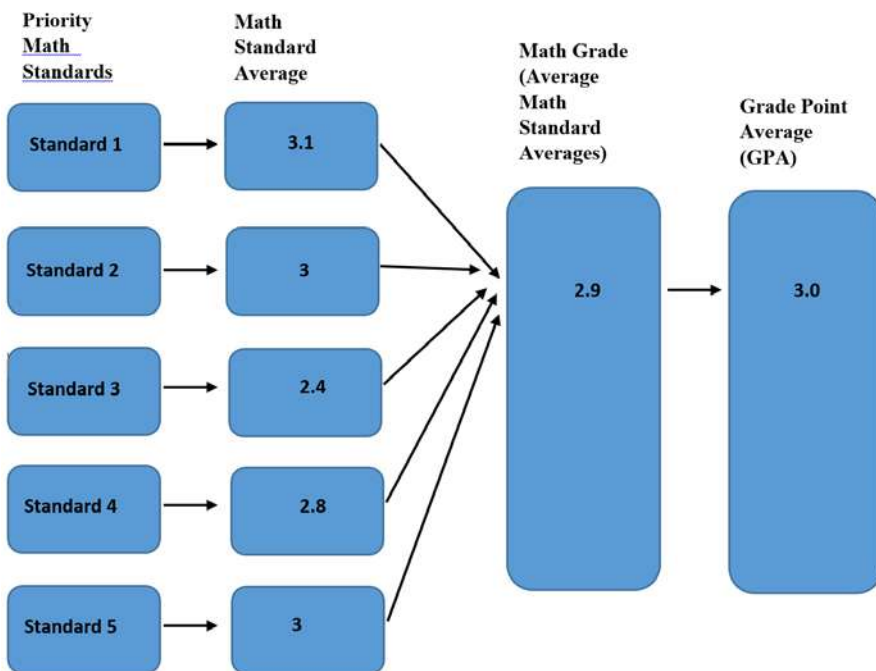 Priority
Math
Standards
Math
Standard
Average
Math Grade
(Average
Math
Standard
Averages)
Grade Point
Average
(GPA)
Standard 1
3.1
Standard 2
3
2.9
3.0
Standard 3
2.4
Standard 4
2.8
Standard 5
3